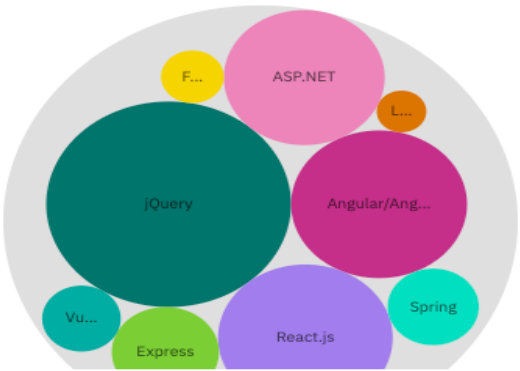 ASP.NET
F...
L...
jQuery
Angular/Ang...
Spring
Vu...
React.js
Express